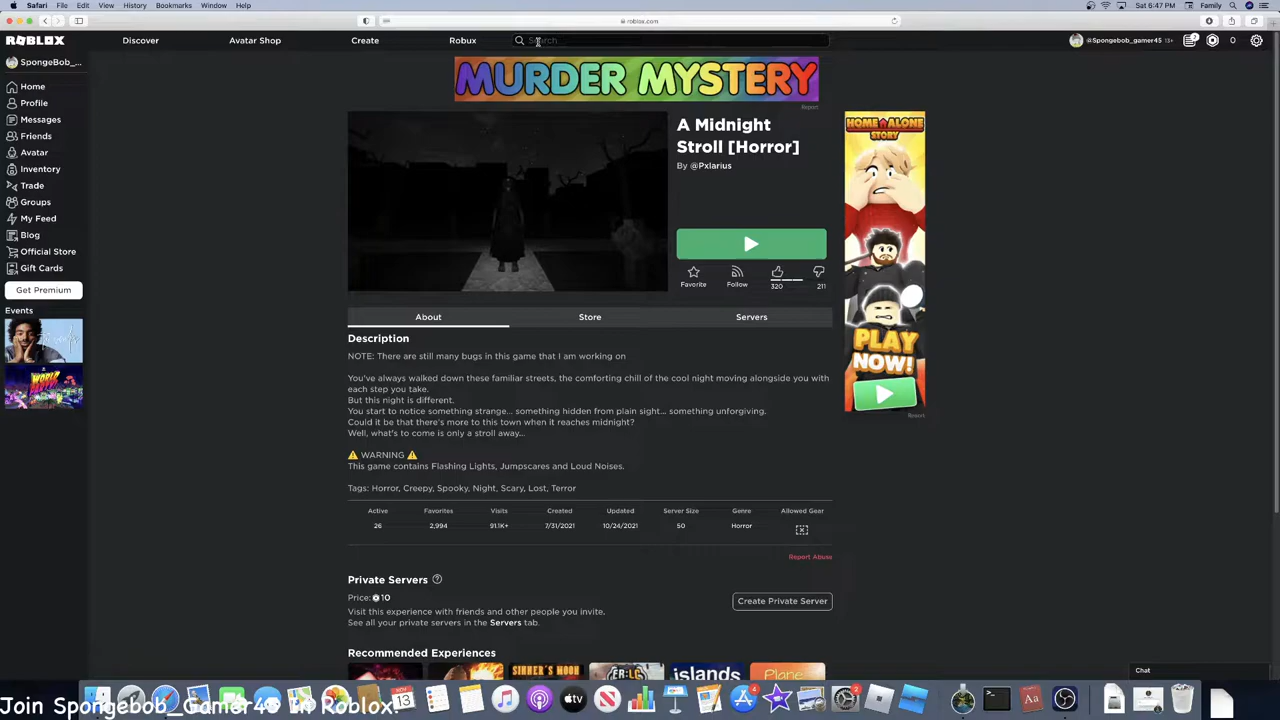 Safari File Edit View History Bookmarks Window Help
Sat 6:47 PM Family
roblox.com
ROBLOX Discover Avatar Shop Create Robux Search @Spongebob_gamer45 13+ 0
SpongeBob_...
Home
Profile
Messages
Friends
Avatar
Inventory
Trade
Groups
My Feed
Blog
Official Store
Gift Cards
Get Premium
Events
MURDER MYSTERY
Report
A Midnight
Stroll [Horror]
By @Pxlarius
Favorite Follow 320 211
HOME ALONE
STORY
PLAY
NOW!
Report
About Store Servers
Description
NOTE: There are still many bugs in this game that I am working on
You've always walked down these familiar streets, the comforting chill of the cool night moving alongside you with
each step you take.
But this night is different.
You start to notice something strange... something hidden from plain sight... something unforgiving.
Could it be that there's more to this town when it reaches midnight?
Well, what's to come is only a stroll away...
⚠️ WARNING ⚠️
This game contains Flashing Lights, Jumpscares and Loud Noises.
Tags: Horror, Creepy, Spooky, Night, Scary, Lost, Terror
Active Favorites Visits Created Updated Server Size Genre Allowed Gear
26 2,994 91.1K+ 7/31/2021 10/24/2021 50 Horror
Report Abuse
Private Servers
Price: 10
Visit this experience with friends and other people you invite.
See all your private servers in the Servers tab.
Create Private Server
Recommended Experiences
SINNER'S MOON
ER:LC
islands
Plane
Chat
Join Spongebob_Gamer45 in Roblox!